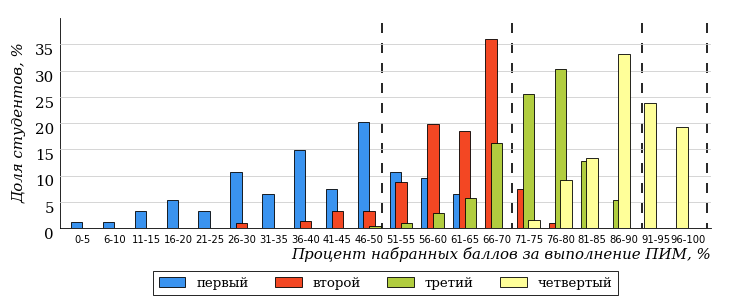 Доля студентов, %
35
30
25
20
15
10
5
0
0-5 6-10 11-15 16-20 21-25 26-30 31-35 36-40 41-45 46-50 51-55 56-60 61-65 66-70 71-75 76-80 81-85 86-90 91-95 96-100
Процент набранных баллов за выполнение ПИМ, %
первый второй третий четвертый